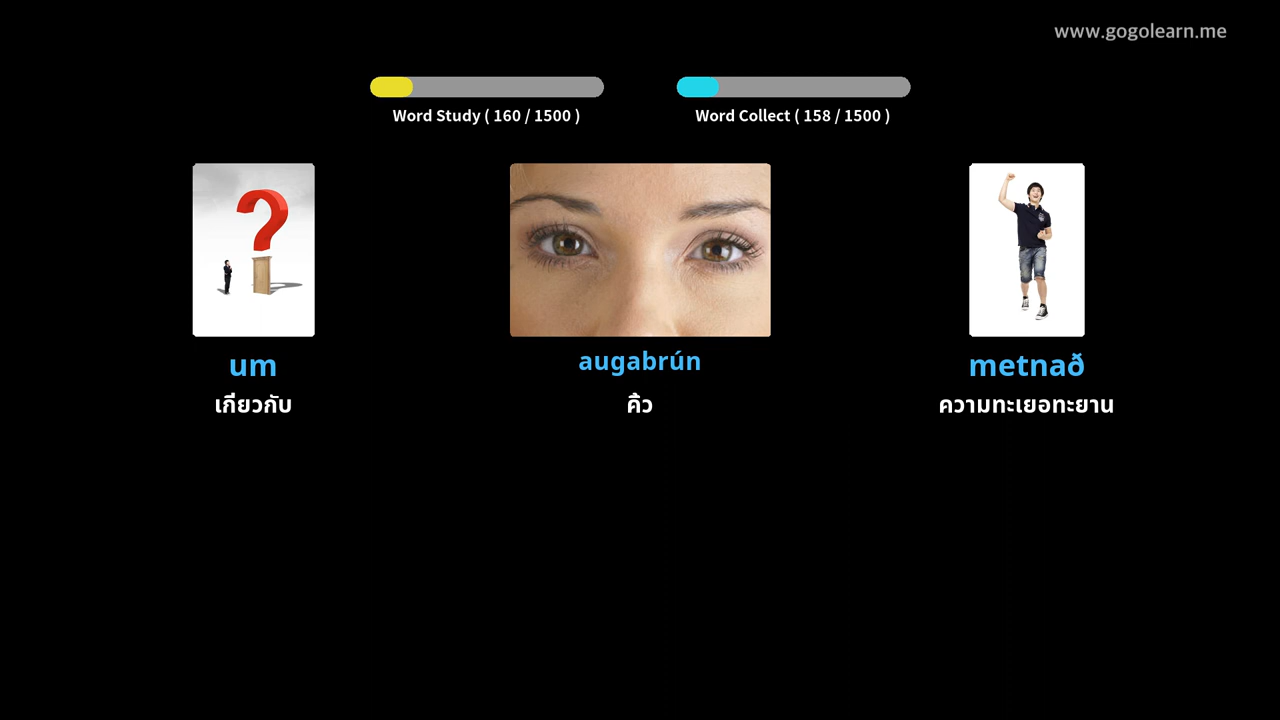 www.gogolearn.me
Word Study ( 160 / 1500 )
Word Collect ( 158 / 1500 )
um
augabrún
metnað
เกี่ยวกับ
คิ้ว
ความทะเยอทะยาน